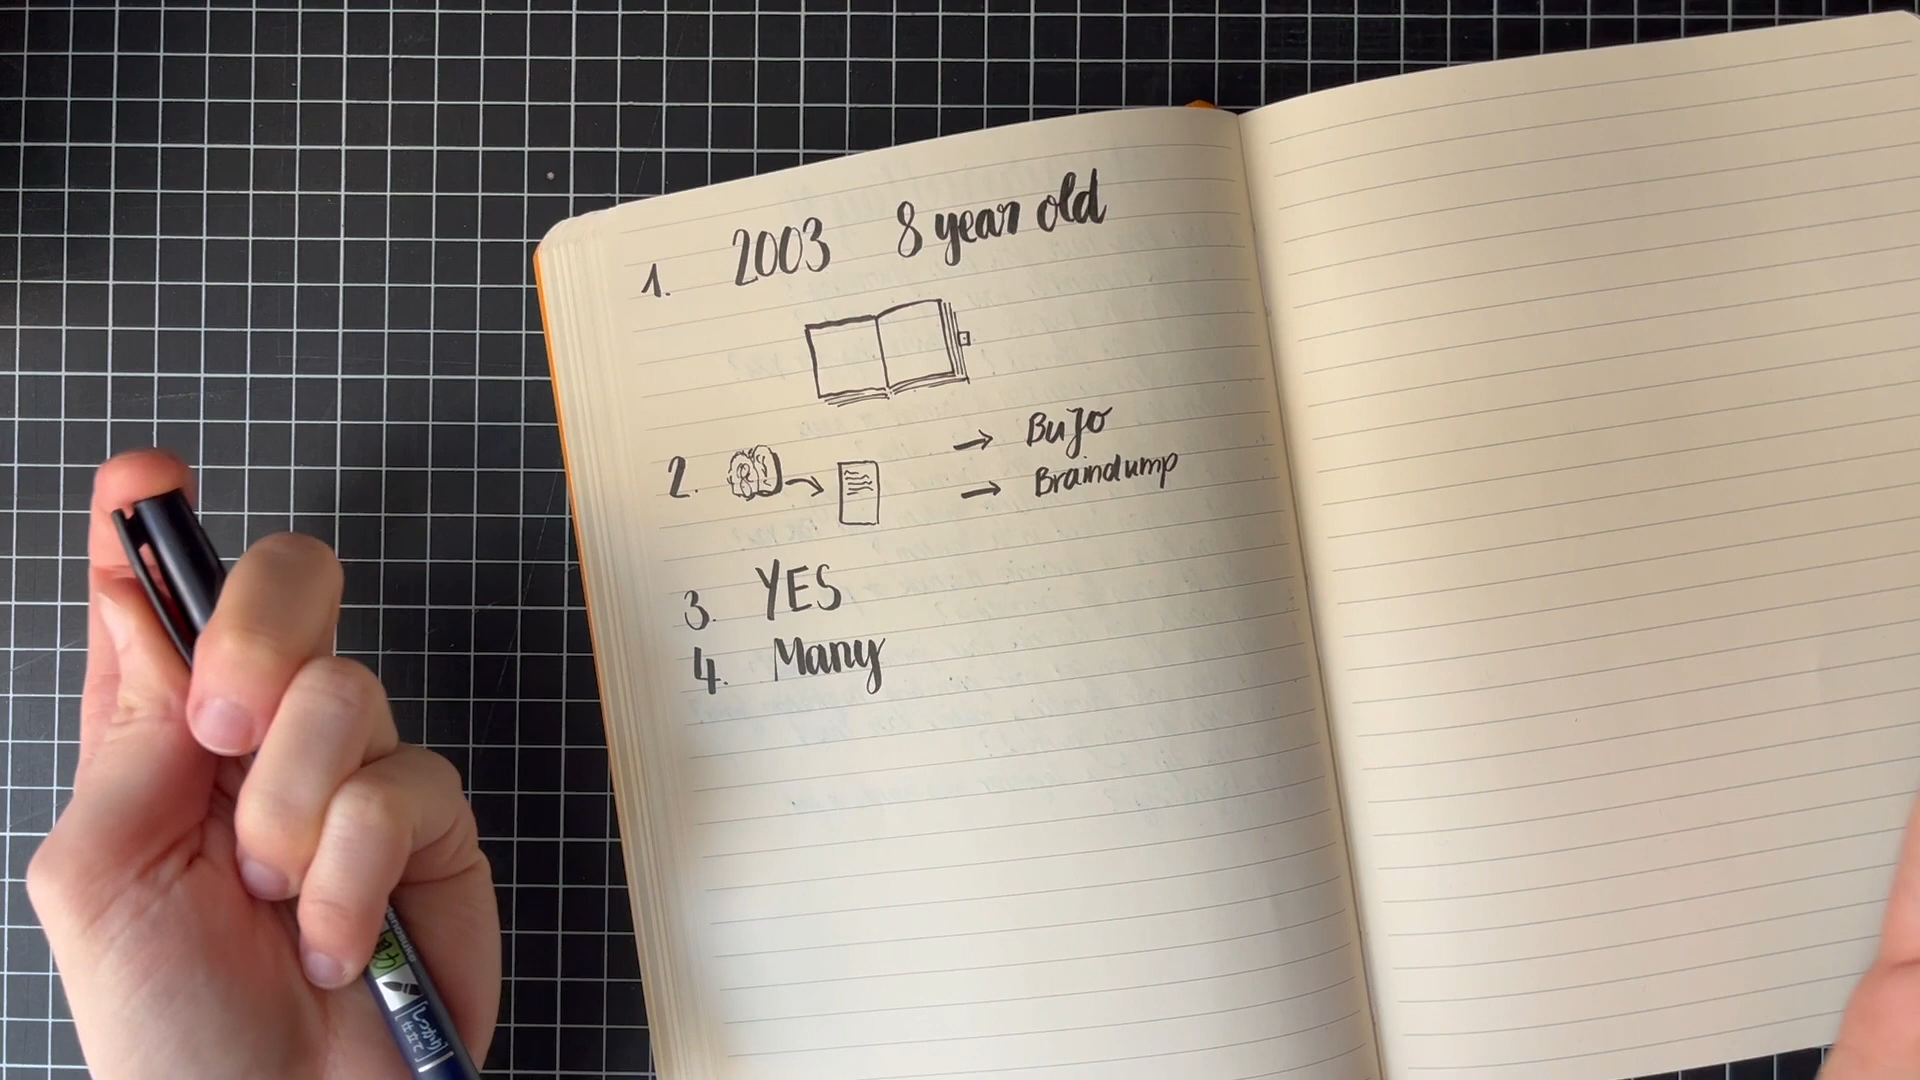 1. 2003 8 year old
2. → BuJo
→ Braindump
3. YES
4. Many